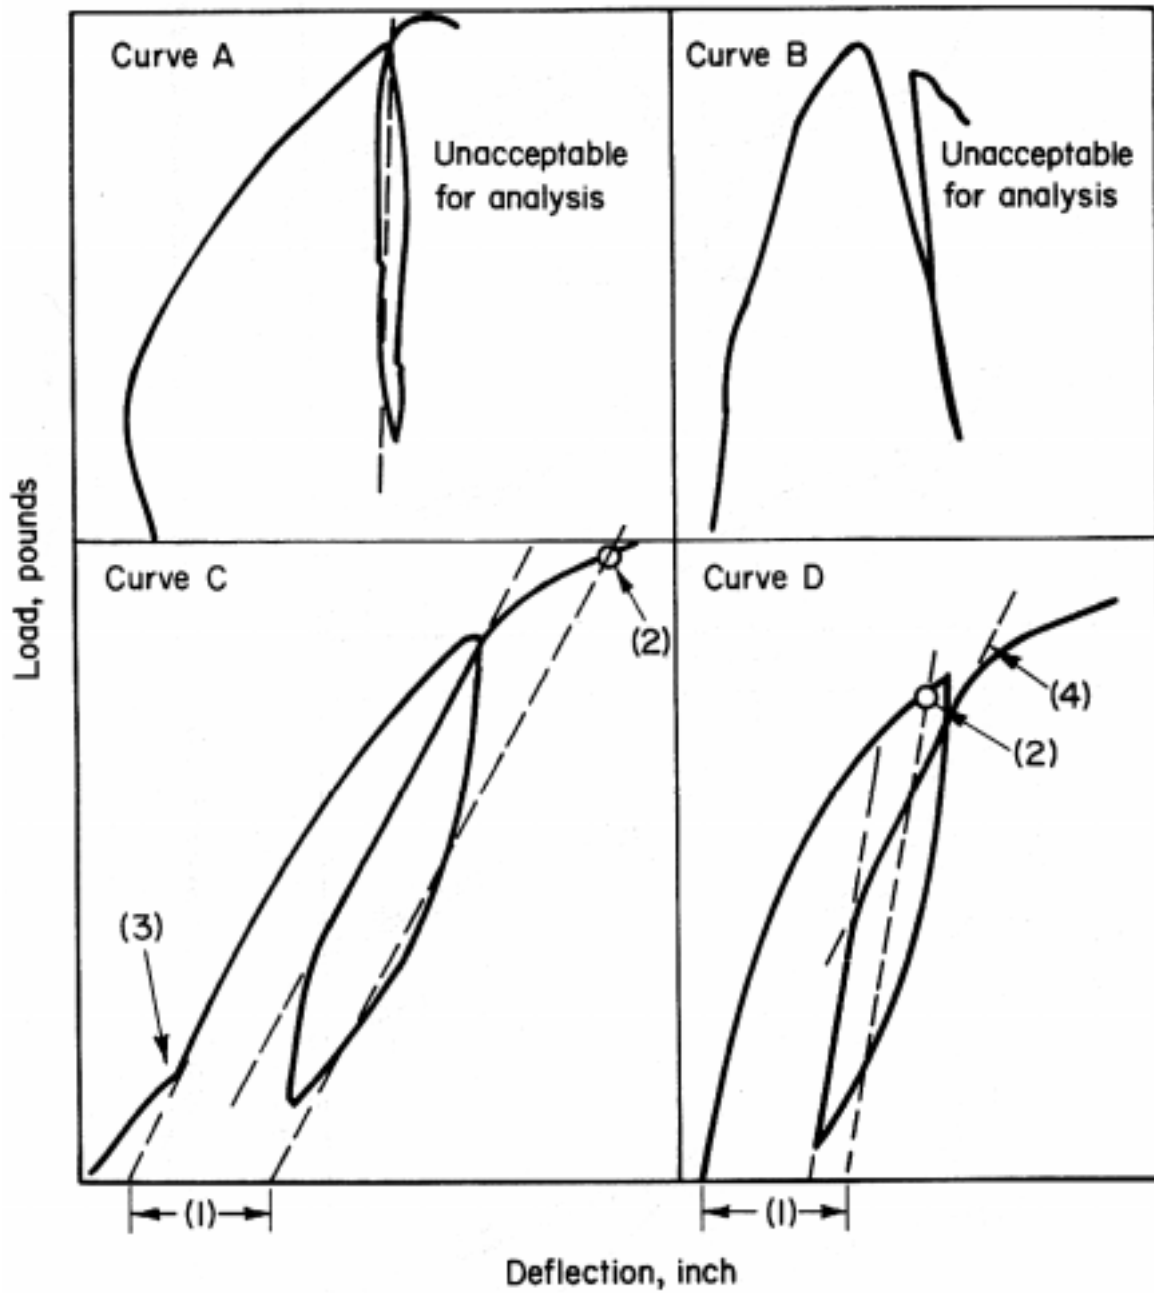 Curve A
Unacceptable
for analysis
Curve B
Unacceptable
for analysis
Load, pounds
Curve C
(2)
(3)
(1)
Curve D
(4)
(2)
(1)
Deflection, inch